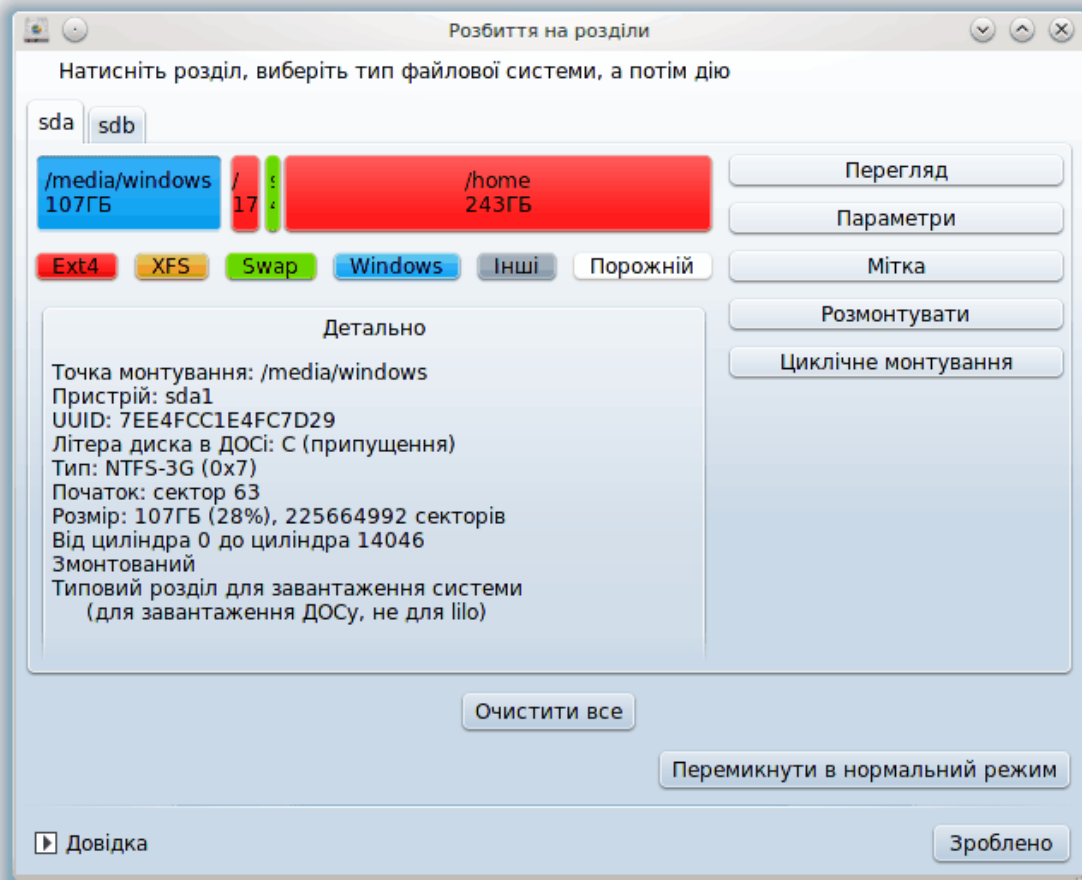 Розбиття на розділи
Натисніть розділ, виберіть тип файлової системи, а потім дію
sda
sdb
/media/windows
107ГБ
/
17
/home
243ГБ
Ext4
XFS
Swap
Windows
Інші
Порожній
Перегляд
Параметри
Мітка
Розмонтувати
Циклічне монтування
Детально
Точка монтування: /media/windows
Пристрій: sda1
UUID: 7EE4FCC1E4FC7D29
Літера диска в ДОСі: C (припущення)
Тип: NTFS-3G (0x7)
Початок: сектор 63
Розмір: 107ГБ (28%), 225664992 секторів
Від циліндра 0 до циліндра 14046
Змонтований
Типовий розділ для завантаження системи
(для завантаження ДОСу, не для lilo)
Очистити все
Перемикнути в нормальний режим
Довідка
Зроблено